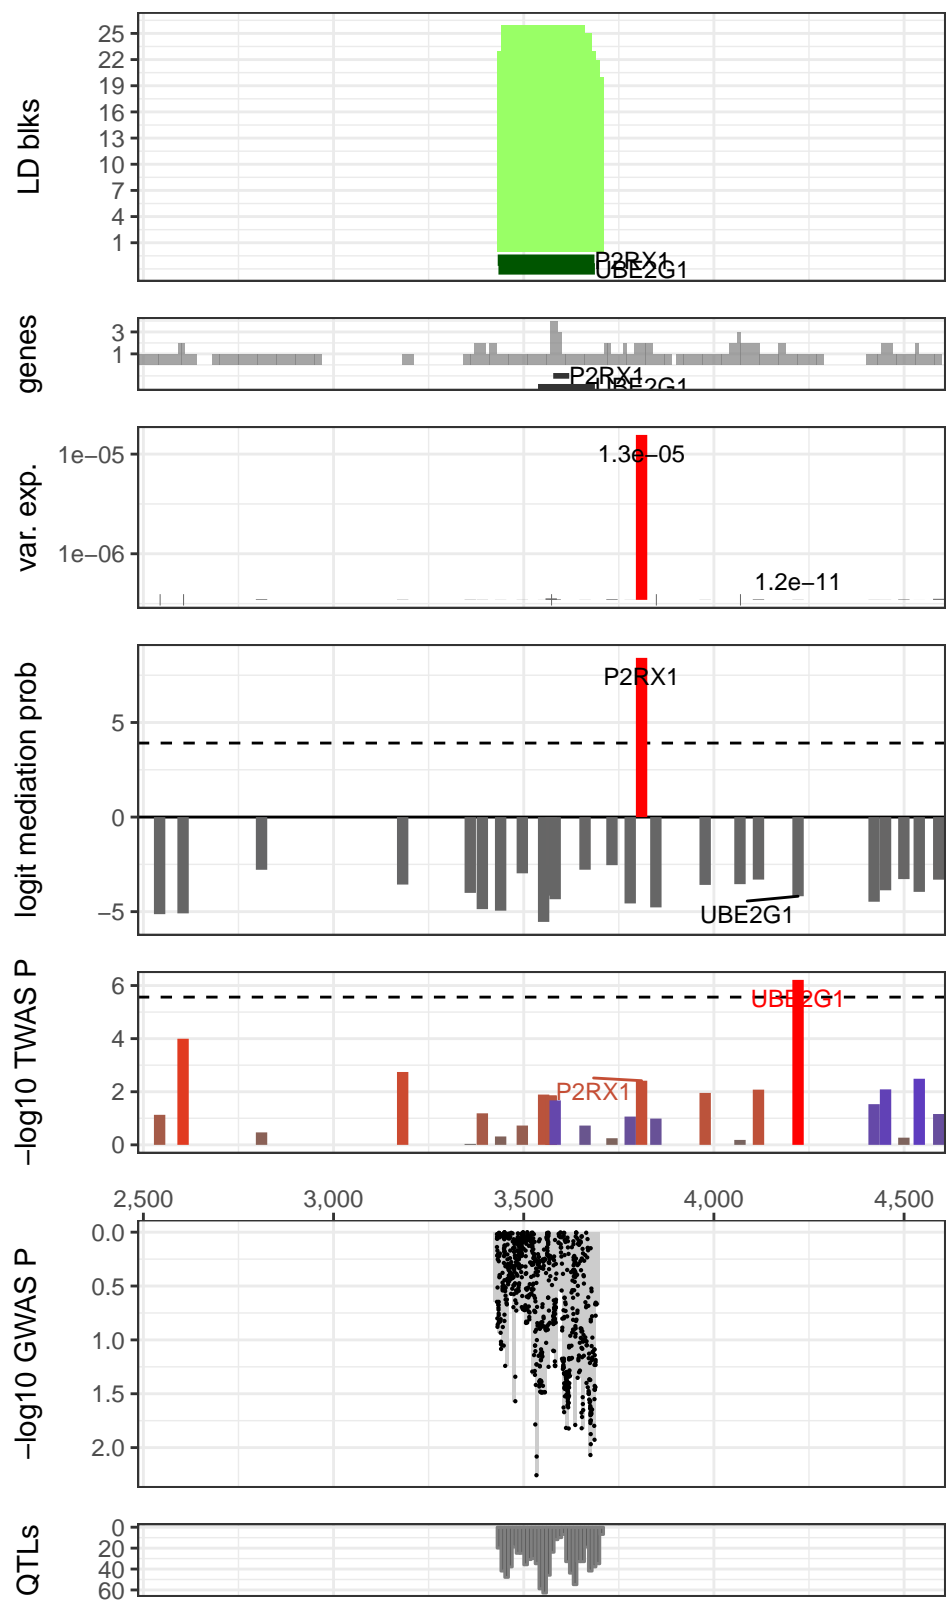 LD blks
25
22
19
16
13
10
7
4
1
P2RX1
UBE2G1
genes
3
1
P2RX1
UBE2G1
var. exp.
1e−05
1e−06
1.3e−05
1.2e−11
logit mediation prob
5
0
−5
P2RX1
UBE2G1
−log10 TWAS P
6
4
2
0
UBE2G1
P2RX1
2,500
3,000
3,500
4,000
4,500
−log10 GWAS P
0.0
0.5
1.0
1.5
2.0
QTLs
0
20
40
60